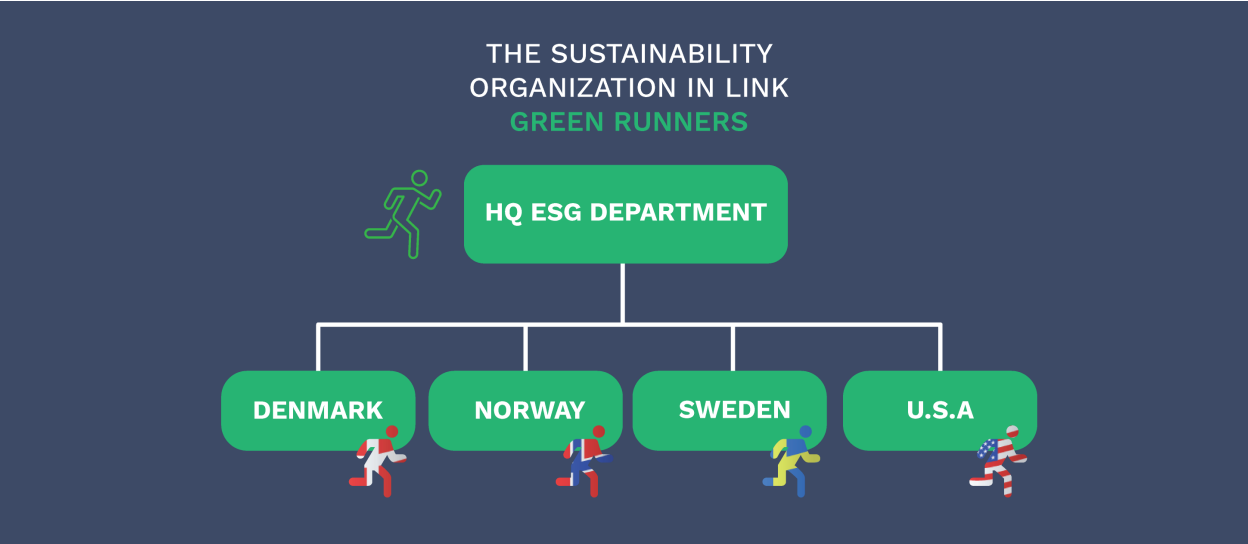 THE SUSTAINABILITY
ORGANIZATION IN LINK
GREEN RUNNERS
HQ ESG DEPARTMENT
DENMARK
NORWAY
SWEDEN
U.S.A